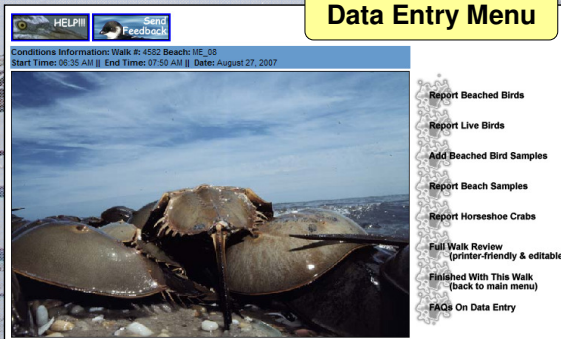 Data Entry Menu
HELP!!!
Send
Feedback
Conditions Information: Walk #: 4582 Beach: ME_08
Start Time: 06:35 AM || End Time: 07:50 AM || Date: August 27, 2007
Report Beached Birds
Report Live Birds
Add Beached Bird Samples
Report Beach Samples
Report Horseshoe Crabs
Full Walk Review
(printer-friendly & editable
Finished With This Walk
(back to main menu)
FAQs On Data Entry